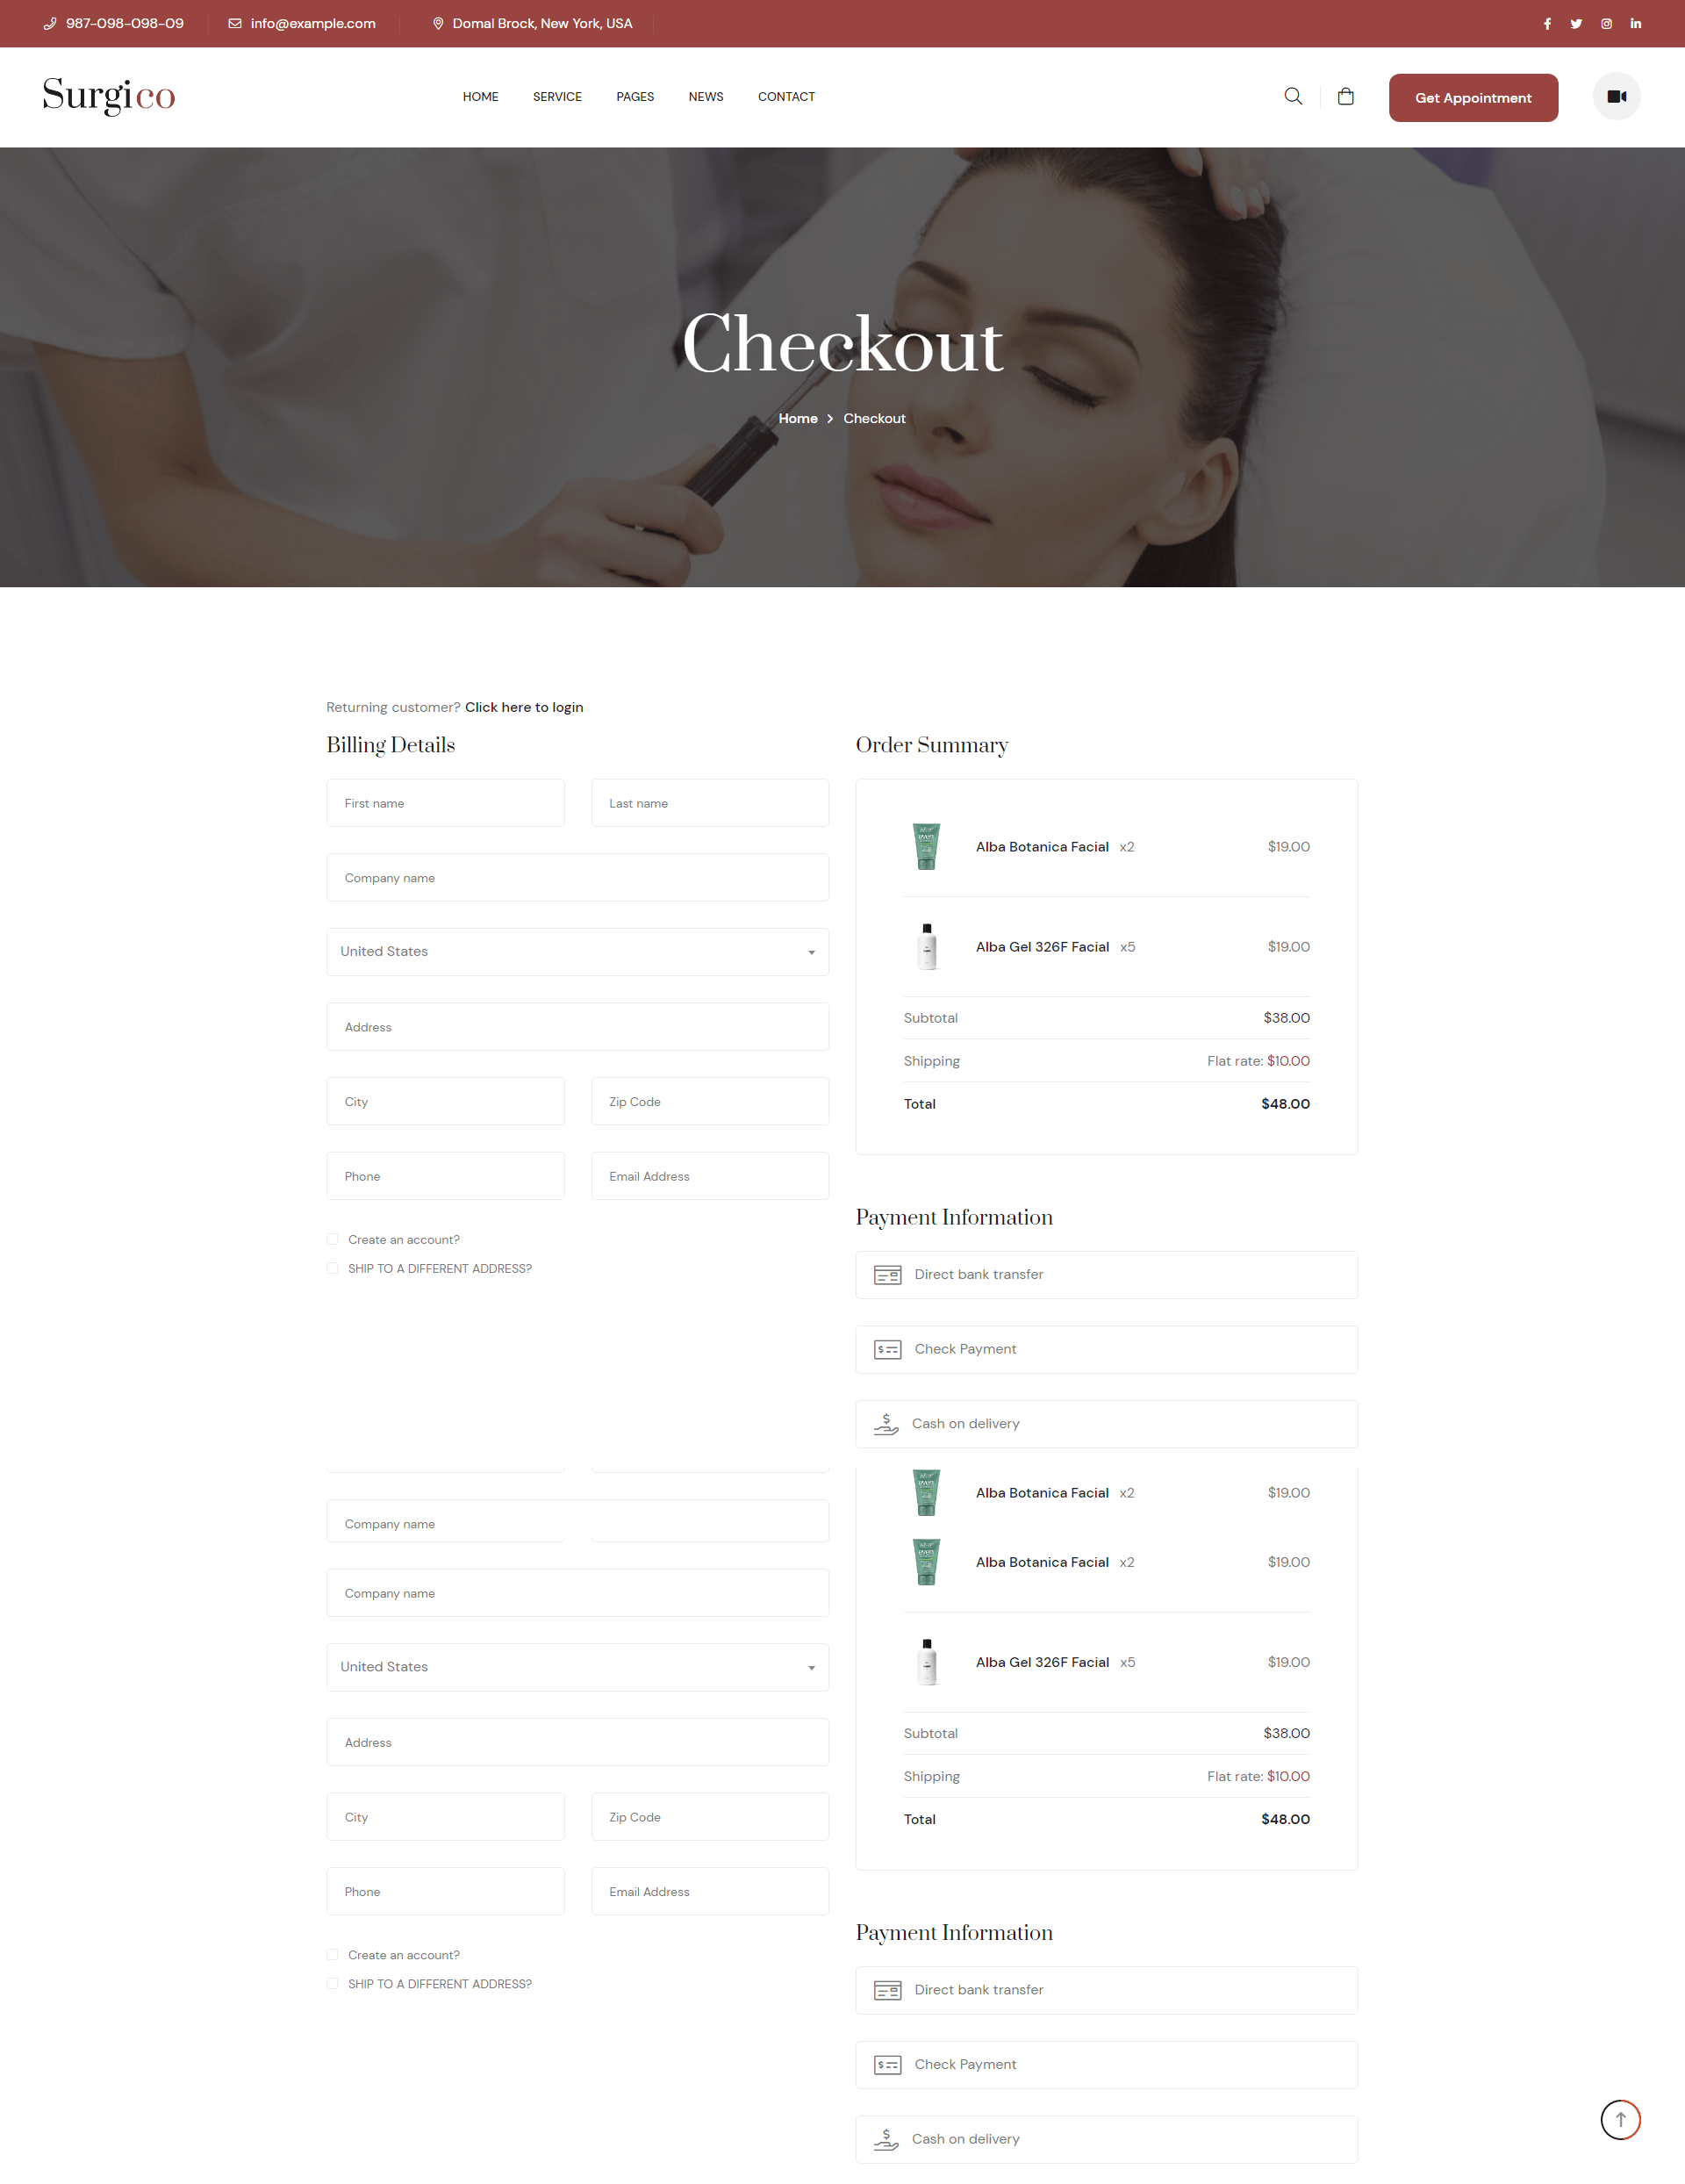 987-098-098-09 info@example.com Domal Brock, New York, USA
Surgico HOME SERVICE PAGES NEWS CONTACT Get Appointment
Checkout
Home Checkout
Returning customer? Click here to login
Billing Details
First name Last name
Company name
United States
Address
City Zip Code
Phone Email Address
Create an account?
SHIP TO A DIFFERENT ADDRESS?
Order Summary
Alba Botanica Facial x2 $19.00
Alba Gel 326F Facial x5 $19.00
Subtotal $38.00
Shipping Flat rate: $10.00
Total $48.00
Payment Information
Direct bank transfer
Check Payment
Cash on delivery
Company name
Company name
United States
Address
City Zip Code
Phone Email Address
Create an account?
SHIP TO A DIFFERENT ADDRESS?
Alba Botanica Facial x2 $19.00
Alba Botanica Facial x2 $19.00
Alba Gel 326F Facial x5 $19.00
Subtotal $38.00
Shipping Flat rate: $10.00
Total $48.00
Payment Information
Direct bank transfer
Check Payment
Cash on delivery